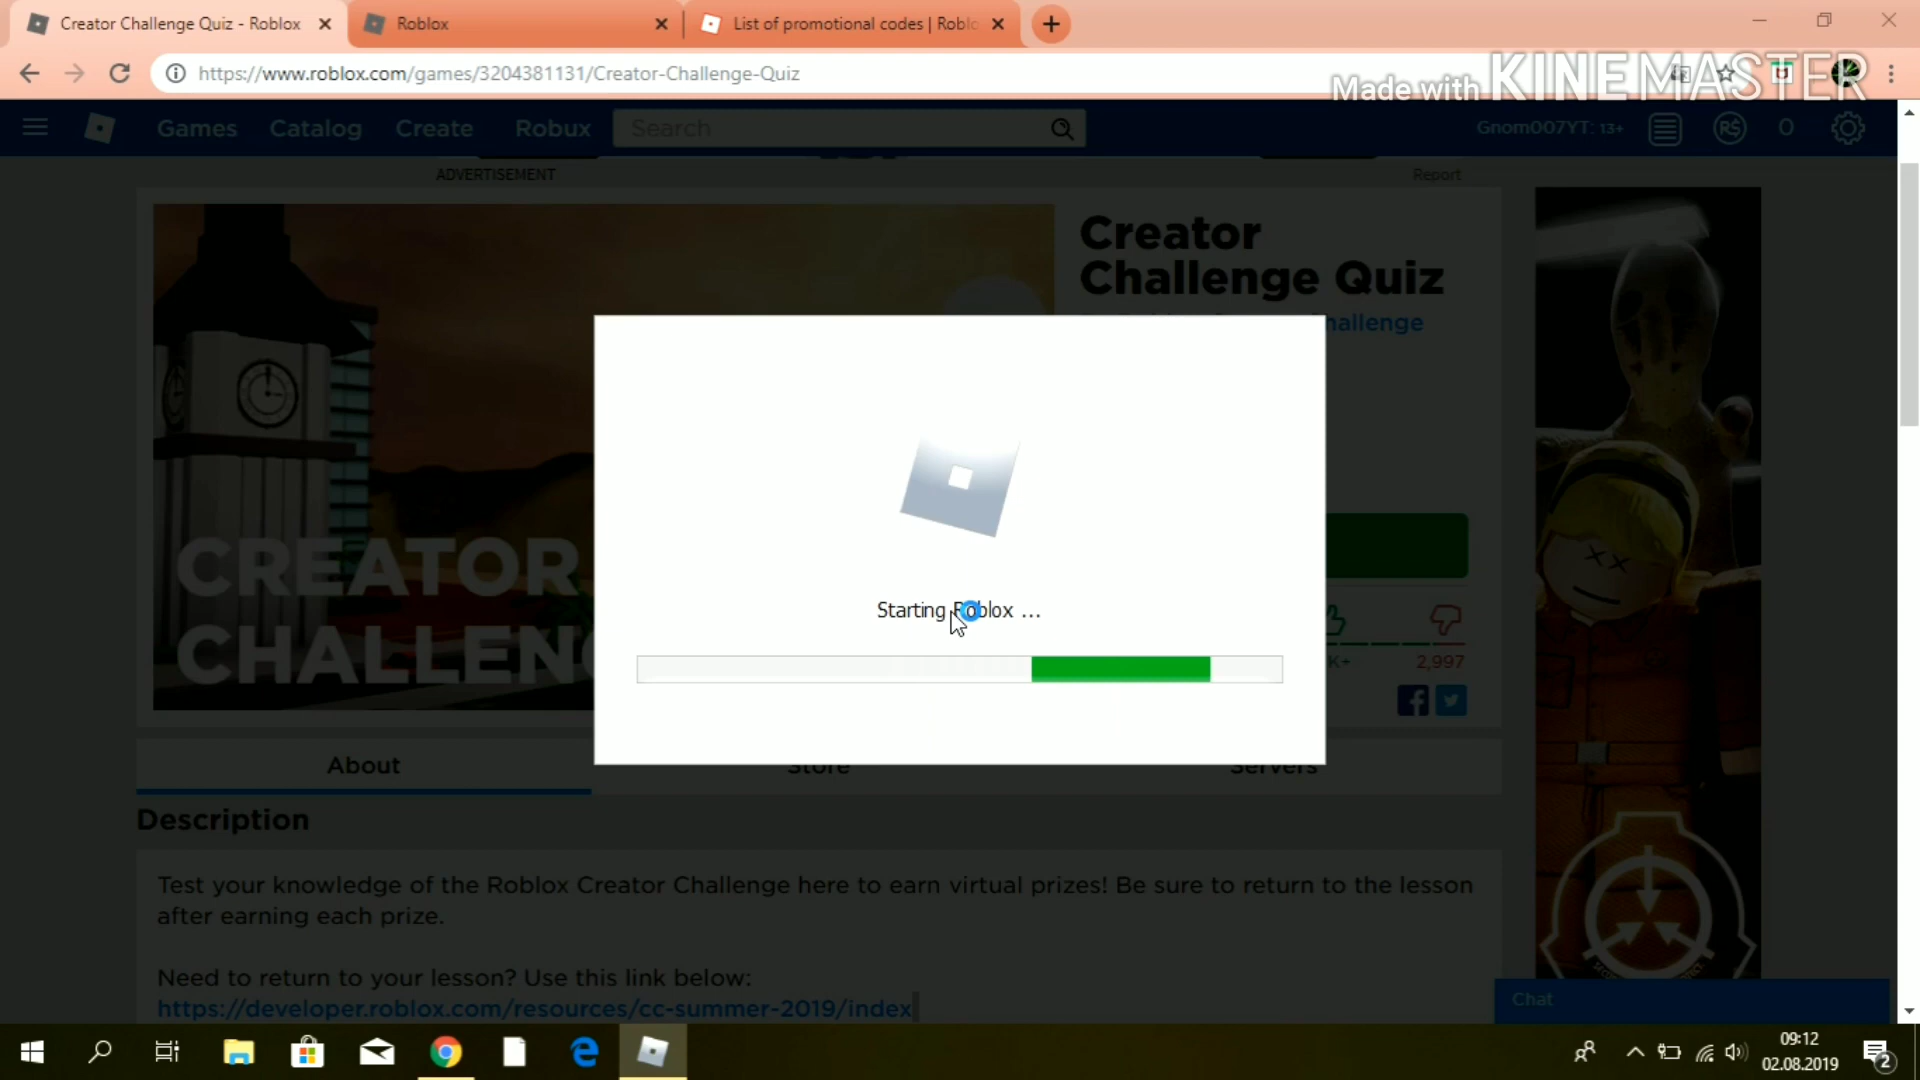 Creator Challenge Quiz - Roblox
Roblox
List of promotional codes | Roblo
https://www.roblox.com/games/3204381131/Creator-Challenge-Quiz
Made with KINEMASTER
Games Catalog Create Robux Search
Gnom007YT: 13+ R$ 0
ADVERTISEMENT
Report
Creator
Challenge Quiz
hallenge
CREATOR
CHALLEN
Starting Roblox ...
K+ 2,997
About Store Servers
Description
Test your knowledge of the Roblox Creator Challenge here to earn virtual prizes! Be sure to return to the lesson
after earning each prize.
Need to return to your lesson? Use this link below:
https://developer.roblox.com/resources/cc-summer-2019/index
Chat
09:12
02.08.2019
2